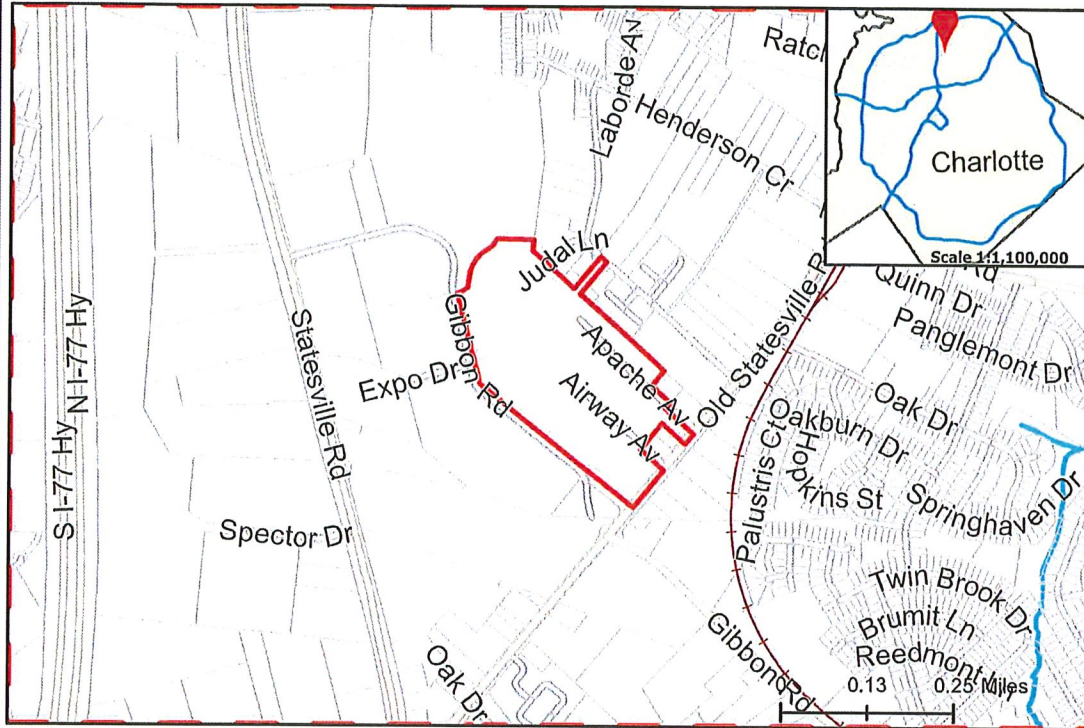 Ratcl
Laborde Av
Henderson Cr
Charlotte
Scale 1:1,100,000
Judal Ln
Rd
Quinn Dr
Panglemont Dr
N I-77 Hy
S I-77 Hy
Statesville Rd
Gibbon Rd
Expo Dr
Apache Av
Airway Av
Old Statesville R
Oak Dr
Oakburn Dr
Palustris Ct
Hopkins St
Springhaven Dr
Spector Dr
Twin Brook Dr
Brumit Ln
Reedmont
Gibbon Rd
Oak Dr
0.13
0.25 Miles